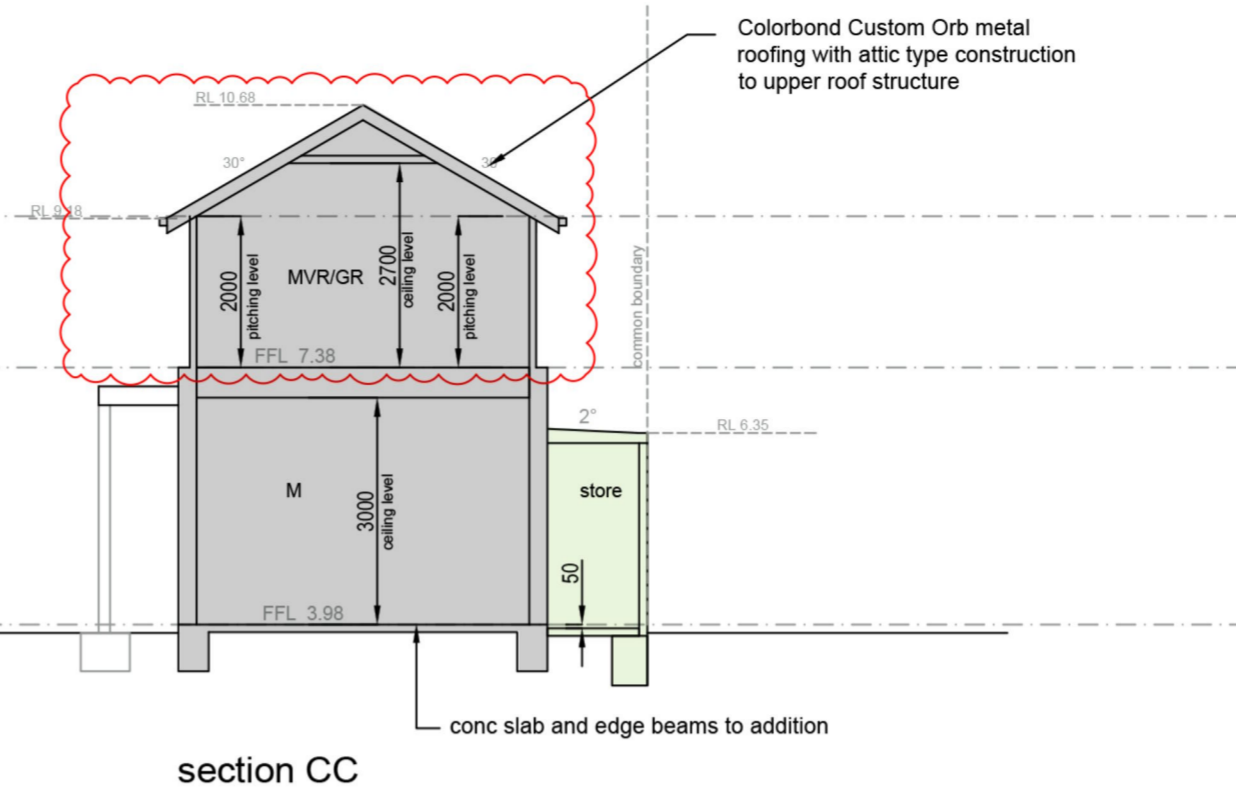 Colorbond Custom Orb metal
roofing with attic type construction
to upper roof structure
RL 10.68
30°
30
RL 9.18
2000
pitching level
MVR/GR
2700
ceiling level
2000
pitching level
common boundary
FFL 7.38
2°
RL 6.35
M
3000
ceiling level
store
50
FFL 3.98
conc slab and edge beams to addition
section CC